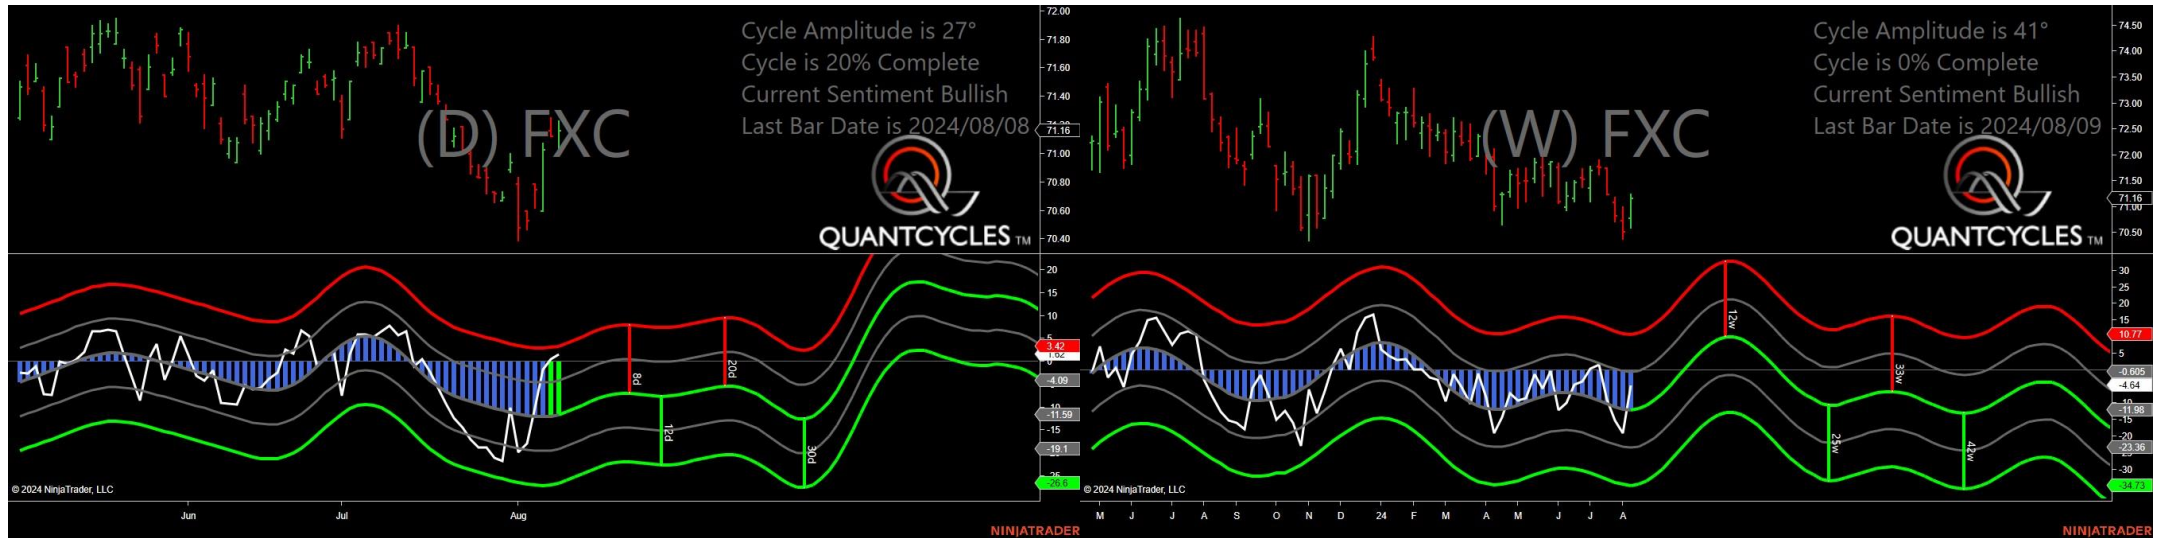 Cycle Amplitude is 27°
Cycle is 20% Complete
Current Sentiment Bullish
Last Bar Date is 2024/08/08
(D) FXC
QUANTCYCLES TM
72.00
71.80
71.60
71.40
71.16
71.00
70.80
70.60
70.40
20
15
10
3.42
1.62
-4.09
-11.59
-15
-19.1
-26.6
8d
12d
20d
30d
© 2024 NinjaTrader, LLC
Jun
Jul
Aug
NINJATRADER
Cycle Amplitude is 41°
Cycle is 0% Complete
Current Sentiment Bullish
Last Bar Date is 2024/08/09
(W) FXC
QUANTCYCLES TM
74.50
74.00
73.50
73.00
72.50
72.00
71.50
71.16
71.00
70.50
30
25
20
15
10.77
5
-0.605
-4.64
-11.98
-15
-20
-23.36
-30
-34.73
12w
25w
33w
42w
© 2024 NinjaTrader, LLC
M J J A S O N D 24 F M A M J J A
NINJATRADER